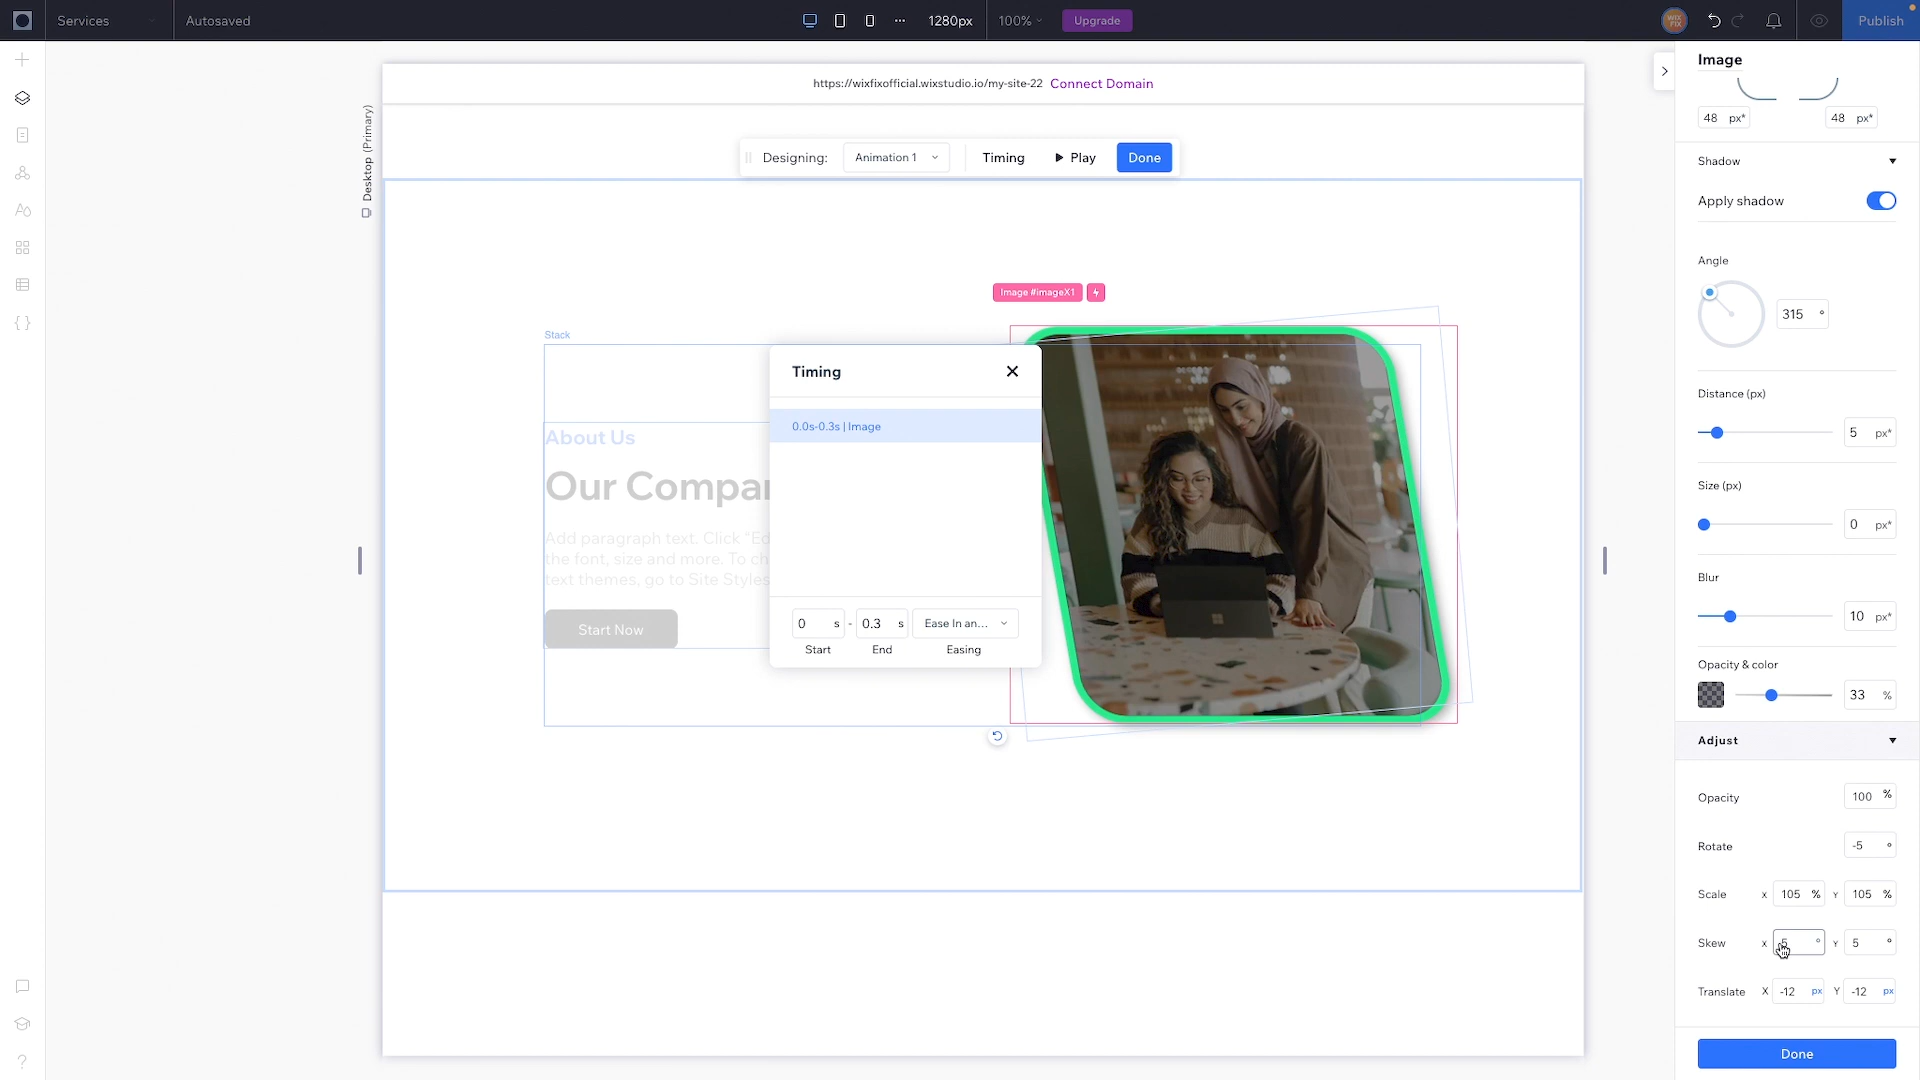 Services
Autosaved
1280px
100%
Upgrade
WIX
FIX
Publish
https://wixfixofficial.wixstudio.io/my-site-22 Connect Domain
Desktop (Primary)
Designing:
Animation 1
Timing
Play
Done
Image #imageX1
Stack
About Us
Our Compa
Add paragraph text. Click "Ed
the font, size and more. To ch
text themes, go to Site Styles
Start Now
Timing
0.0s-0.3s | Image
0 s - 0.3 s Ease In an...
Start End Easing
Image
48 px* 48 px*
Shadow
Apply shadow
Angle
315 °
Distance (px)
5 px*
Size (px)
0 px*
Blur
10 px*
Opacity & color
33 %
Adjust
Opacity 100 %
Rotate -5 °
Scale X 105 % Y 105 %
Skew X 5 ° Y 5 °
Translate X -12 px Y -12 px
Done